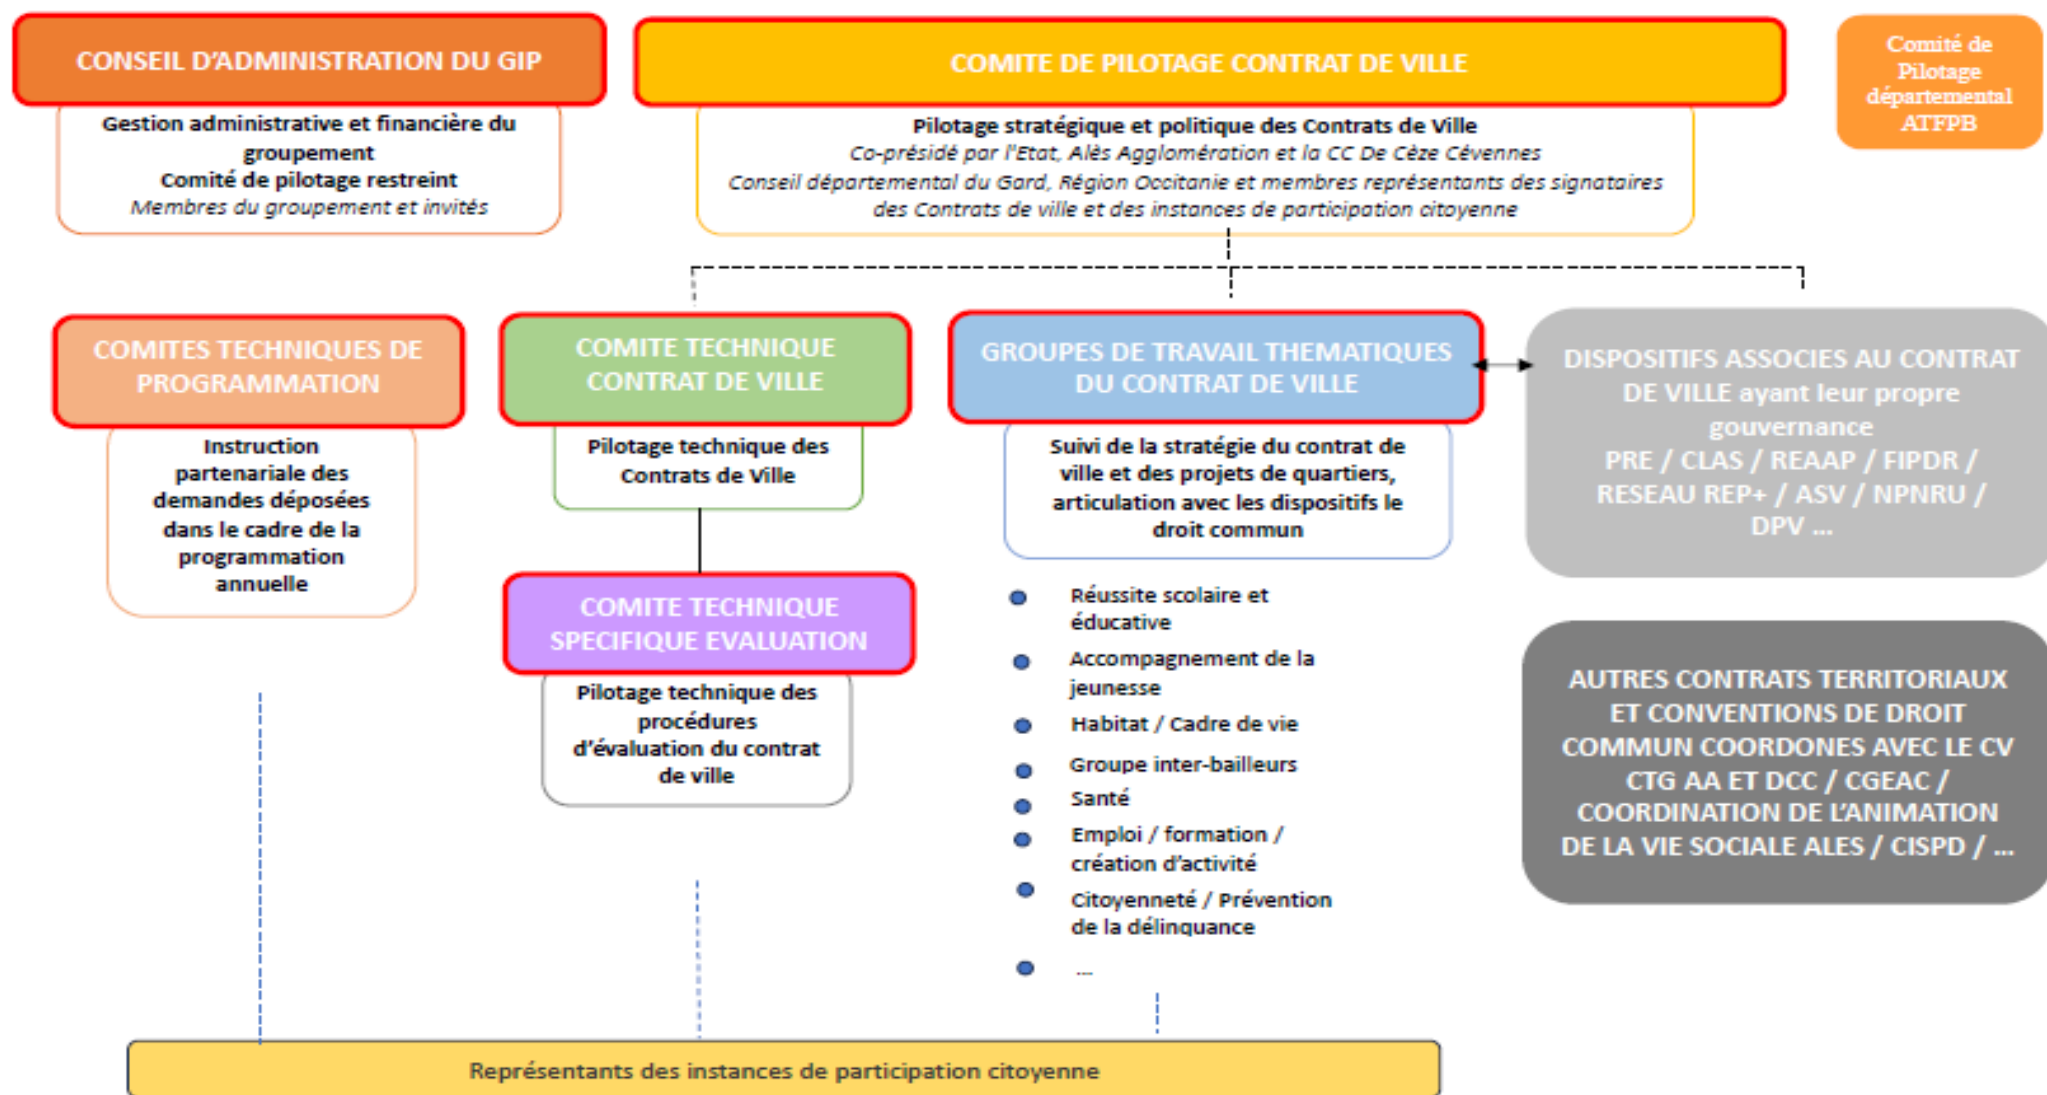 CONSEIL D'ADMINISTRATION DU GIP
Gestion administrative et financière du
groupement
Comité de pilotage restreint
Membres du groupement et invités
COMITE DE PILOTAGE CONTRAT DE VILLE
Pilotage stratégique et politique des Contrats de Ville
Co-présidé par l'Etat, Alès Agglomération et la CC De Cèze Cévennes
Conseil départemental du Gard, Région Occitanie et membres représentants des signataires
des Contrats de ville et des instances de participation citoyenne
Comité de
Pilotage
départemental
ATFPB
COMITES TECHNIQUES DE
PROGRAMMATION
Instruction
partenariale des
demandes déposées
dans le cadre de la
programmation
annuelle
COMITE TECHNIQUE
CONTRAT DE VILLE
Pilotage technique des
Contrats de Ville
COMITE TECHNIQUE
SPECIFIQUE EVALUATION
Pilotage technique des
procédures
d'évaluation du contrat
de ville
GROUPES DE TRAVAIL THEMATIQUES
DU CONTRAT DE VILLE
Suivi de la stratégie du contrat de
ville et des projets de quartiers,
articulation avec les dispositifs le
droit commun
Réussite scolaire et
éducative
Accompagnement de la
jeunesse
Habitat / Cadre de vie
Groupe inter-bailleurs
Santé
Emploi / formation /
création d'activité
Citoyenneté / Prévention
de la délinquance
...
DISPOSITIFS ASSOCIES AU CONTRAT
DE VILLE ayant leur propre
gouvernance
PRE / CLAS / REAAP / FIPDR /
RESEAU REP+ / ASV / NPNRU /
DPV ...
AUTRES CONTRATS TERRITORIAUX
ET CONVENTIONS DE DROIT
COMMUN COORDONES AVEC LE CV
CTG AA ET DCC / CGEAC /
COORDINATION DE L'ANIMATION
DE LA VIE SOCIALE ALES / CISPD / ...
Représentants des instances de participation citoyenne